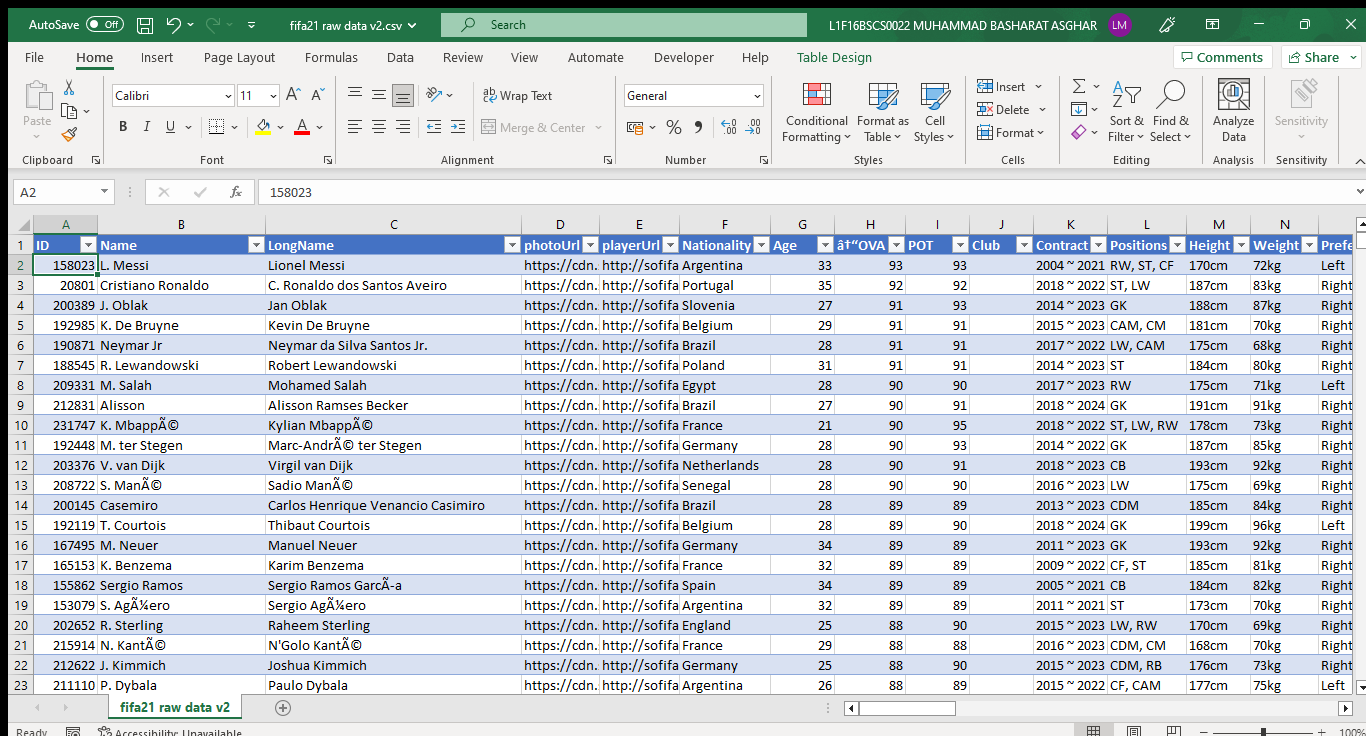 AutoSave Off fifa21 raw data v2.csv Search L1F16BSCS0022 MUHAMMAD BASHARAT ASGHAR LM
File Home Insert Page Layout Formulas Data Review View Automate Developer Help Table Design Comments Share
Paste
Clipboard
Calibri 11
B I U
Font
Wrap Text
Merge & Center
Alignment
General
Number
Conditional Formatting
Format as Table
Cell Styles
Styles
Insert
Delete
Format
Cells
Sort & Filter
Find & Select
Editing
Analyze Data
Analysis
Sensitivity
Sensitivity
A2 fx 158023
A B C D E F G H I J K L M N
1 ID Name LongName photoUrl playerUrl Nationality Age â†“OVA POT Club Contract Positions Height Weight Prefe
2 158023 L. Messi Lionel Messi https://cdn. http://sofifa Argentina 33 93 93 2004 ~ 2021 RW, ST, CF 170cm 72kg Left
3 20801 Cristiano Ronaldo C. Ronaldo dos Santos Aveiro https://cdn. http://sofifa Portugal 35 92 92 2018 ~ 2022 ST, LW 187cm 83kg Right
4 200389 J. Oblak Jan Oblak https://cdn. http://sofifa Slovenia 27 91 93 2014 ~ 2023 GK 188cm 87kg Right
5 192985 K. De Bruyne Kevin De Bruyne https://cdn. http://sofifa Belgium 29 91 91 2015 ~ 2023 CAM, CM 181cm 70kg Right
6 190871 Neymar Jr Neymar da Silva Santos Jr. https://cdn. http://sofifa Brazil 28 91 91 2017 ~ 2022 LW, CAM 175cm 68kg Right
7 188545 R. Lewandowski Robert Lewandowski https://cdn. http://sofifa Poland 31 91 91 2014 ~ 2023 ST 184cm 80kg Right
8 209331 M. Salah Mohamed Salah https://cdn. http://sofifa Egypt 28 90 90 2017 ~ 2023 RW 175cm 71kg Left
9 212831 Alisson Alisson Ramses Becker https://cdn. http://sofifa Brazil 27 90 91 2018 ~ 2024 GK 191cm 91kg Right
10 231747 K. MbappÃ© Kylian MbappÃ© https://cdn. http://sofifa France 21 90 95 2018 ~ 2022 ST, LW, RW 178cm 73kg Right
11 192448 M. ter Stegen Marc-AndrÃ© ter Stegen https://cdn. http://sofifa Germany 28 90 93 2014 ~ 2022 GK 187cm 85kg Right
12 203376 V. van Dijk Virgil van Dijk https://cdn. http://sofifa Netherlands 28 90 91 2018 ~ 2023 CB 193cm 92kg Right
13 208722 S. ManÃ© Sadio ManÃ© https://cdn. http://sofifa Senegal 28 90 90 2016 ~ 2023 LW 175cm 69kg Right
14 200145 Casemiro Carlos Henrique Venancio Casimiro https://cdn. http://sofifa Brazil 28 89 89 2013 ~ 2023 CDM 185cm 84kg Right
15 192119 T. Courtois Thibaut Courtois https://cdn. http://sofifa Belgium 28 89 90 2018 ~ 2024 GK 199cm 96kg Left
16 167495 M. Neuer Manuel Neuer https://cdn. http://sofifa Germany 34 89 89 2011 ~ 2023 GK 193cm 92kg Right
17 165153 K. Benzema Karim Benzema https://cdn. http://sofifa France 32 89 89 2009 ~ 2022 CF, ST 185cm 81kg Right
18 155862 Sergio Ramos Sergio Ramos GarcÃ-a https://cdn. http://sofifa Spain 34 89 89 2005 ~ 2021 CB 184cm 82kg Right
19 153079 S. AgÃ¼ero Sergio AgÃ¼ero https://cdn. http://sofifa Argentina 32 89 89 2011 ~ 2021 ST 173cm 70kg Right
20 202652 R. Sterling Raheem Sterling https://cdn. http://sofifa England 25 88 90 2015 ~ 2023 LW, RW 170cm 69kg Right
21 215914 N. KantÃ© N'Golo KantÃ© https://cdn. http://sofifa France 29 88 88 2016 ~ 2023 CDM, CM 168cm 70kg Right
22 212622 J. Kimmich Joshua Kimmich https://cdn. http://sofifa Germany 25 88 90 2015 ~ 2023 CDM, RB 176cm 73kg Right
23 211110 P. Dybala Paulo Dybala https://cdn. http://sofifa Argentina 26 88 89 2015 ~ 2022 CF, CAM 177cm 75kg Left
fifa21 raw data v2
Ready Accessibility: Unavailable 100%